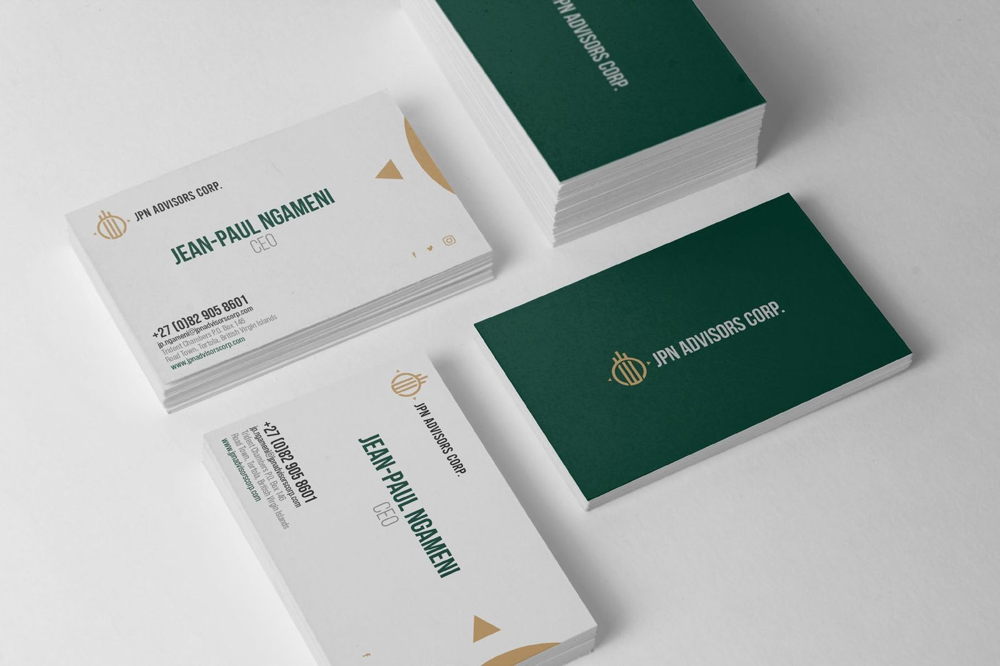 PN ADVISORS CORP.
JPN ADVISORS CORP.
JEAN-PAUL NGAMENI
CEO
+27 (0)82 905 8601
jp.ngameni@jpnadvisorscorp.com
Trident Chambers P.O. Box 146
Road Town, Tortola, British Virgin Islands
www.jpnadvisorscorp.com
JPN ADVISORS CORP.
JPN ADVISORS CORP.
JEAN-PAUL NGAMENI
CEO
+27 (0)82 905 8601
jp.ngameni@jpnadvisorscorp.com
Trident Chambers P.O. Box 146
Road Town, Tortola, British Virgin Islands
www.jpnadvisorscorp.com